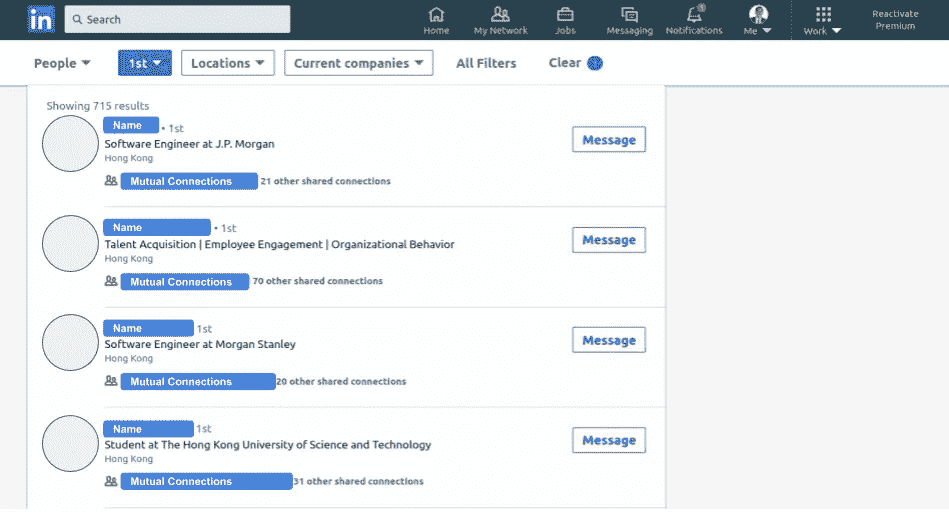 in Search Home My Network Jobs Messaging Notifications Me Work Reactivate Premium
People 1st Locations Current companies All Filters Clear
Showing 715 results
Name • 1st
Software Engineer at J.P. Morgan
Message
Hong Kong
Mutual Connections 21 other shared connections
Name • 1st
Talent Acquisition | Employee Engagement | Organizational Behavior
Message
Hong Kong
Mutual Connections 70 other shared connections
Name 1st
Software Engineer at Morgan Stanley
Message
Hong Kong
Mutual Connections 20 other shared connections
Name 1st
Student at The Hong Kong University of Science and Technology
Message
Hong Kong
Mutual Connections 31 other shared connections